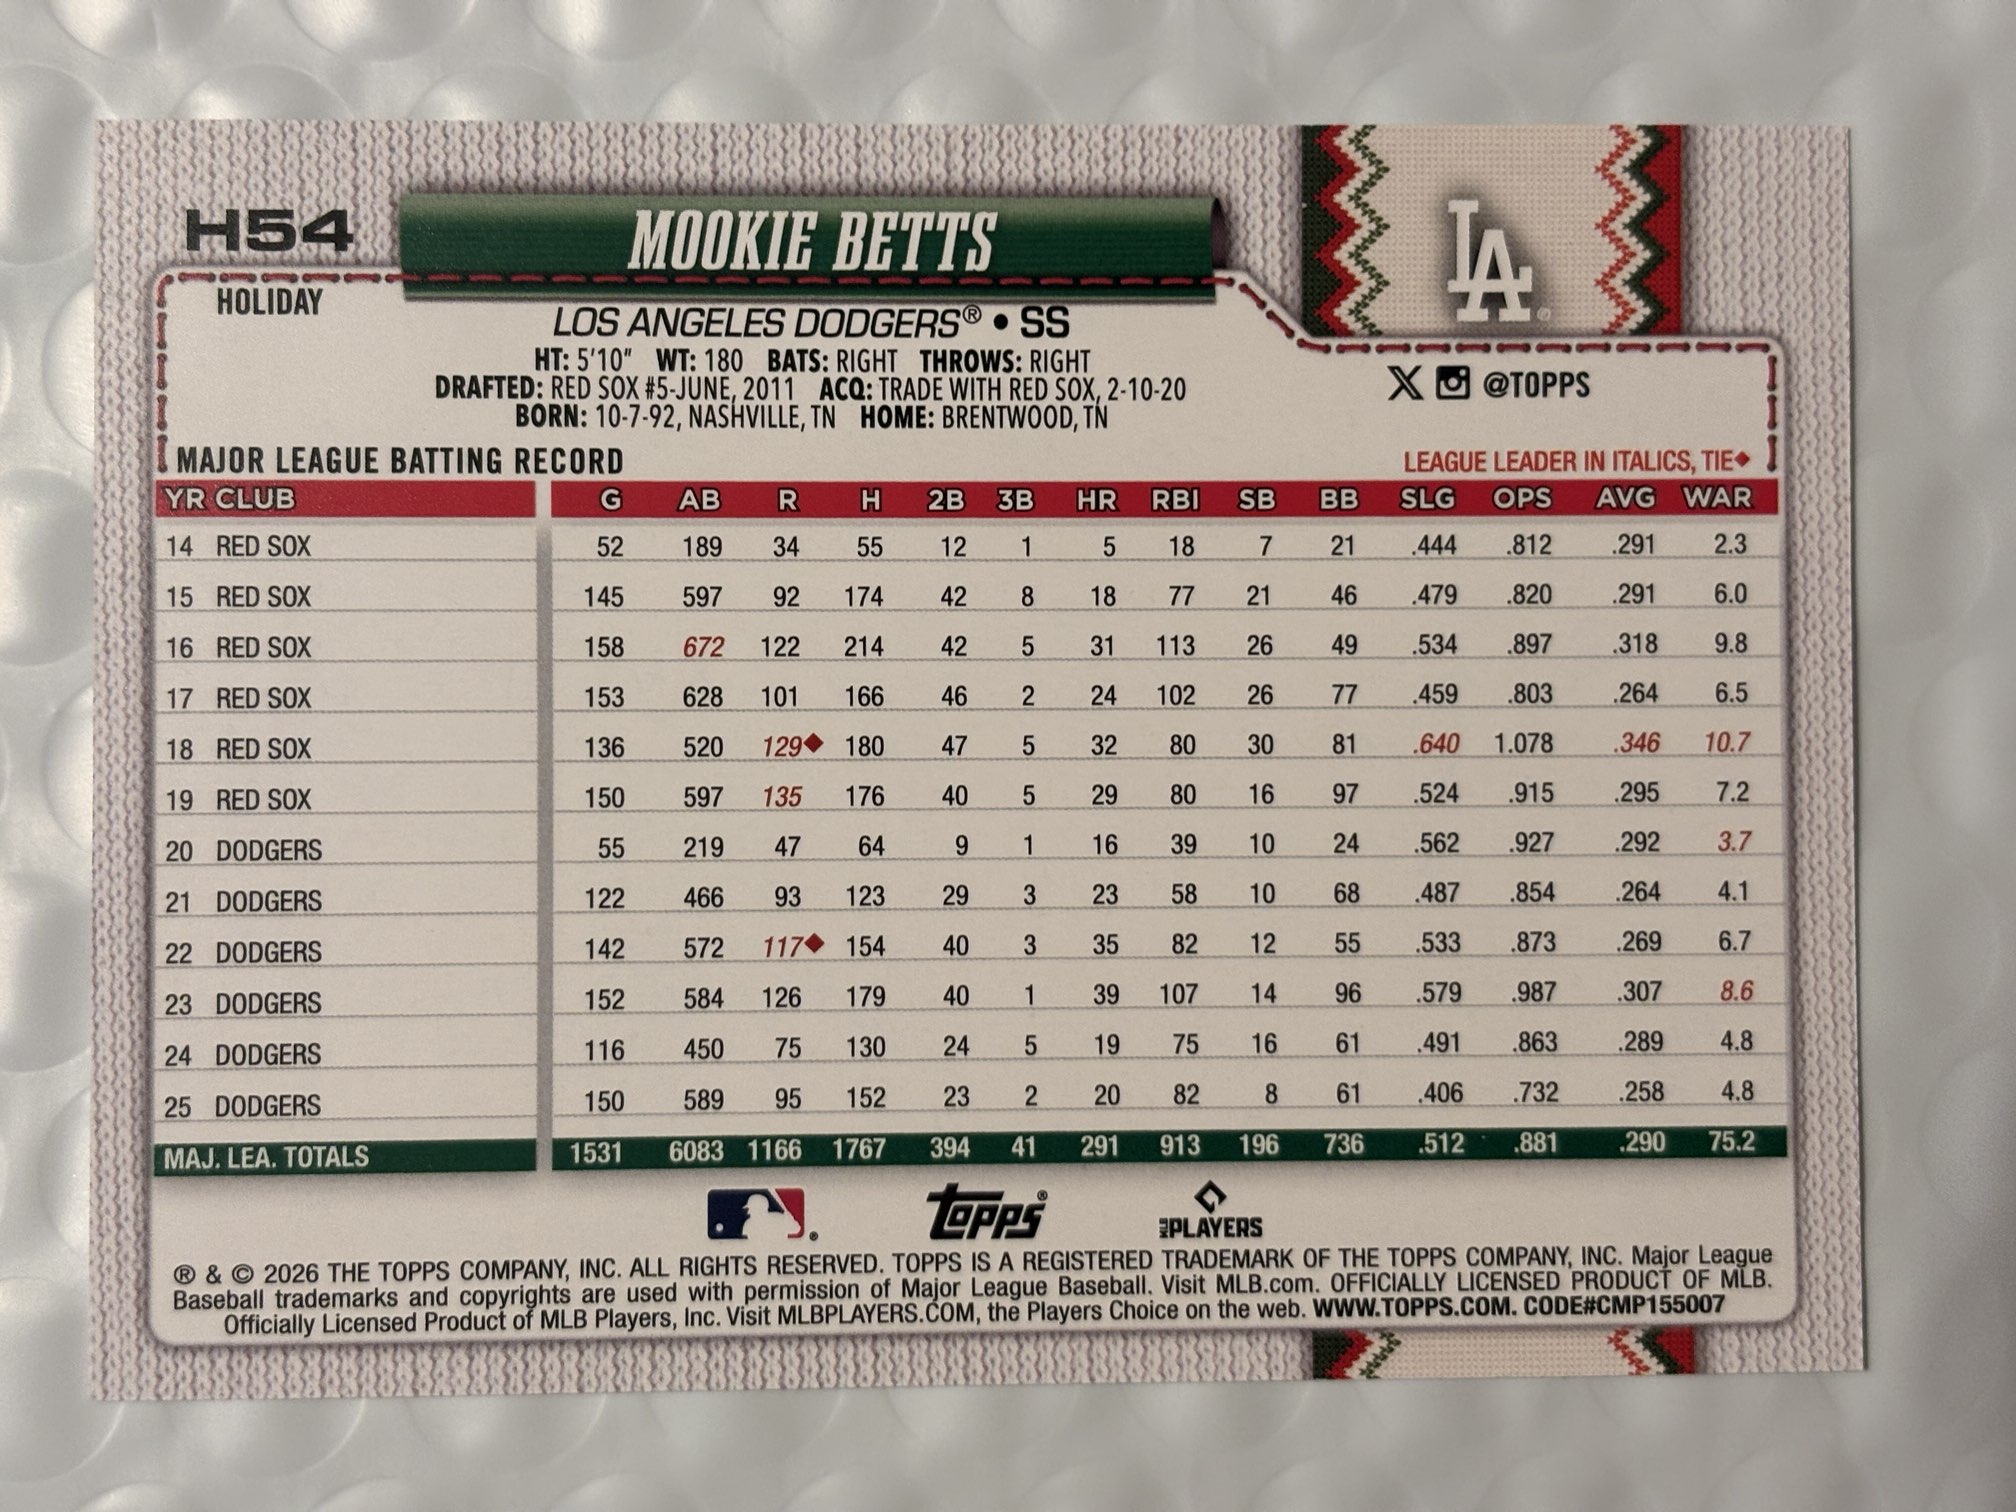 H54
MOOKIE BETTS
LA
HOLIDAY
LOS ANGELES DODGERS® • SS
HT: 5'10" WT: 180 BATS: RIGHT THROWS: RIGHT
DRAFTED: RED SOX #5-JUNE, 2011 ACQ: TRADE WITH RED SOX, 2-10-20
BORN: 10-7-92, NASHVILLE, TN HOME: BRENTWOOD, TN
@TOPPS
MAJOR LEAGUE BATTING RECORD
LEAGUE LEADER IN ITALICS, TIE♦
YR CLUB G AB R H 2B 3B HR RBI SB BB SLG OPS AVG WAR
14 RED SOX 52 189 34 55 12 1 5 18 7 21 .444 .812 .291 2.3
15 RED SOX 145 597 92 174 42 8 18 77 21 46 .479 .820 .291 6.0
16 RED SOX 158 672 122 214 42 5 31 113 26 49 .534 .897 .318 9.8
17 RED SOX 153 628 101 166 46 2 24 102 26 77 .459 .803 .264 6.5
18 RED SOX 136 520 129♦ 180 47 5 32 80 30 81 .640 1.078 .346 10.7
19 RED SOX 150 597 135 176 40 5 29 80 16 97 .524 .915 .295 7.2
20 DODGERS 55 219 47 64 9 1 16 39 10 24 .562 .927 .292 3.7
21 DODGERS 122 466 93 123 29 3 23 58 10 68 .487 .854 .264 4.1
22 DODGERS 142 572 117♦ 154 40 3 35 82 12 55 .533 .873 .269 6.7
23 DODGERS 152 584 126 179 40 1 39 107 14 96 .579 .987 .307 8.6
24 DODGERS 116 450 75 130 24 5 19 75 16 61 .491 .863 .289 4.8
25 DODGERS 150 589 95 152 23 2 20 82 8 61 .406 .732 .258 4.8
MAJ. LEA. TOTALS 1531 6083 1166 1767 394 41 291 913 196 736 .512 .881 .290 75.2
topps®
MLB PLAYERS
® & © 2026 THE TOPPS COMPANY, INC. ALL RIGHTS RESERVED. TOPPS IS A REGISTERED TRADEMARK OF THE TOPPS COMPANY, INC. Major League
Baseball trademarks and copyrights are used with permission of Major League Baseball. Visit MLB.com. OFFICIALLY LICENSED PRODUCT OF MLB.
Officially Licensed Product of MLB Players, Inc. Visit MLBPLAYERS.COM, the Players Choice on the web. WWW.TOPPS.COM. CODE#CMP155007